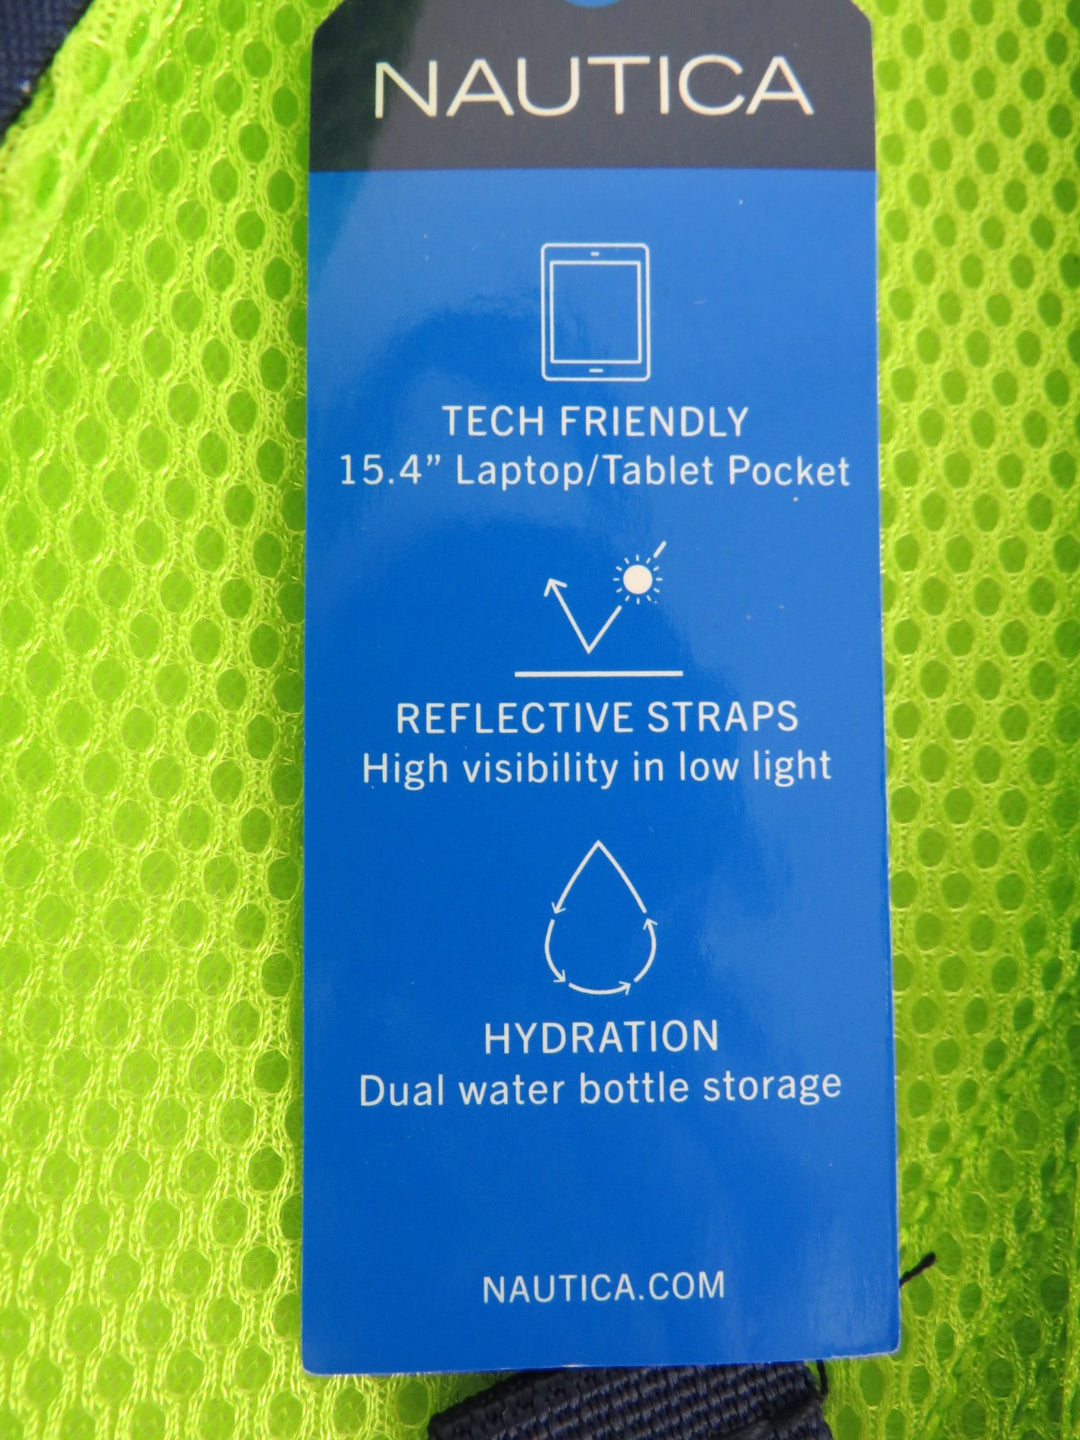 NAUTICA
TECH FRIENDLY
15.4” Laptop/Tablet Pocket
REFLECTIVE STRAPS
High visibility in low light
HYDRATION
Dual water bottle storage
NAUTICA.COM